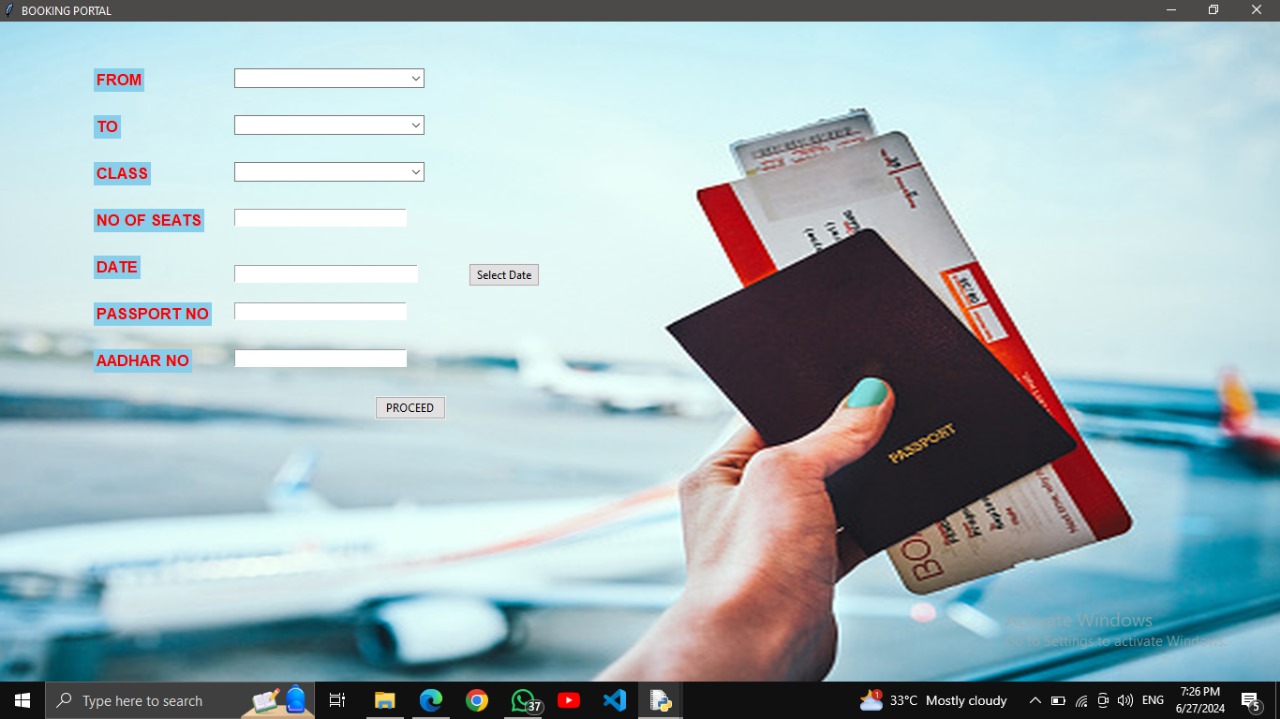 BOOKING PORTAL
FROM
TO
CLASS
NO OF SEATS
DATE
Select Date
PASSPORT NO
AADHAR NO
PROCEED
PASSPORT
08/35
BO
Activate Windows
Go to Settings to activate Windows.
Type here to search
37
1
33°C Mostly cloudy
ENG
7:26 PM
6/27/2024
5